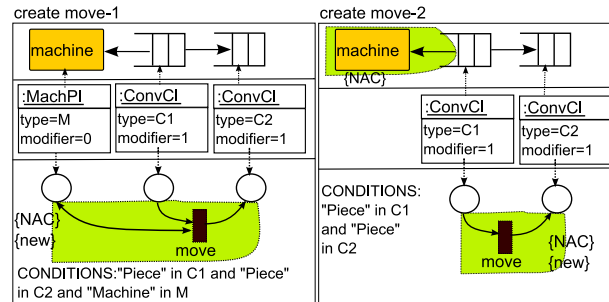 create move-1
machine
:MachPl
:ConvCl
:ConvCl
type=M
type=C1
type=C2
modifier=0
modifier=1
modifier=1
{NAC}
{new}
move
CONDITIONS:"Piece" in C1 and "Piece"
in C2 and "Machine" in M
create move-2
machine
{NAC}
:ConvCl
:ConvCl
type=C1
type=C2
modifier=1
modifier=1
CONDITIONS:
"Piece" in C1
and "Piece"
in C2
{NAC}
{new}
move